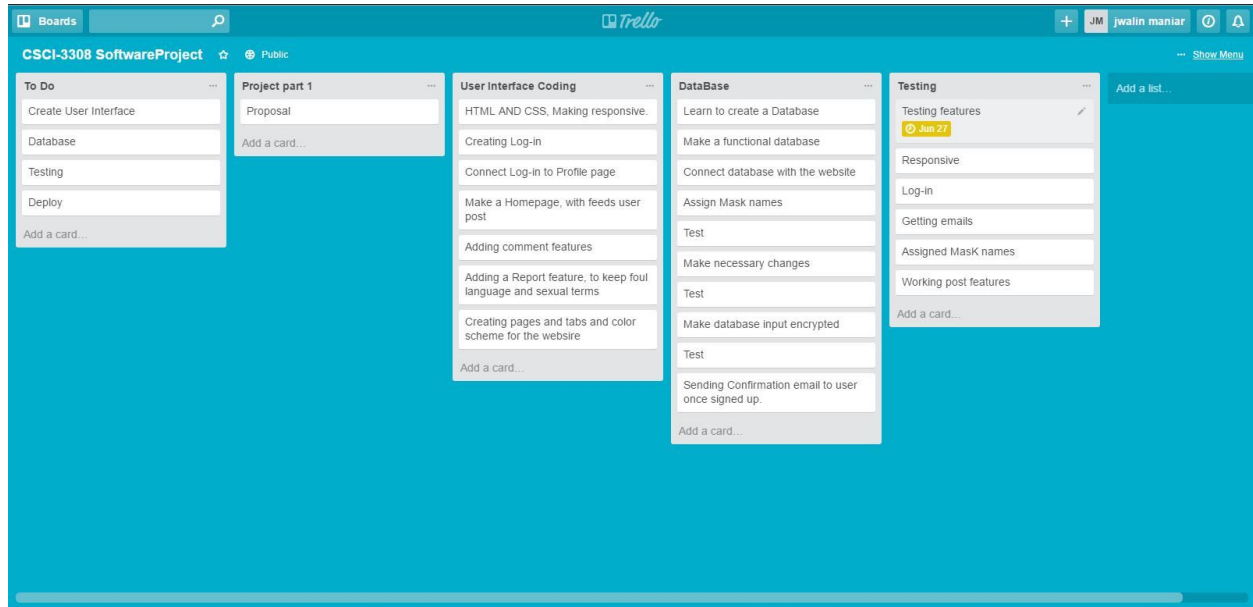 Boards
Trello
JM jwalin maniar
CSCI-3308 SoftwareProject
Public
... Show Menu
To Do ...
Create User Interface
Database
Testing
Deploy
Add a card...
Project part 1 ...
Proposal
Add a card...
User Interface Coding ...
HTML AND CSS, Making responsive.
Creating Log-in
Connect Log-in to Profile page
Make a Homepage, with feeds user
post
Adding comment features
Adding a Report feature, to keep foul
language and sexual terms
Creating pages and tabs and color
scheme for the websire
Add a card...
DataBase ...
Learn to create a Database
Make a functional database
Connect database with the website
Assign Mask names
Test
Make necessary changes
Test
Make database input encrypted
Test
Sending Confirmation email to user
once signed up.
Add a card...
Testing ...
Testing features
Jun 27
Responsive
Log-in
Getting emails
Assigned MasK names
Working post features
Add a card...
Add a list...